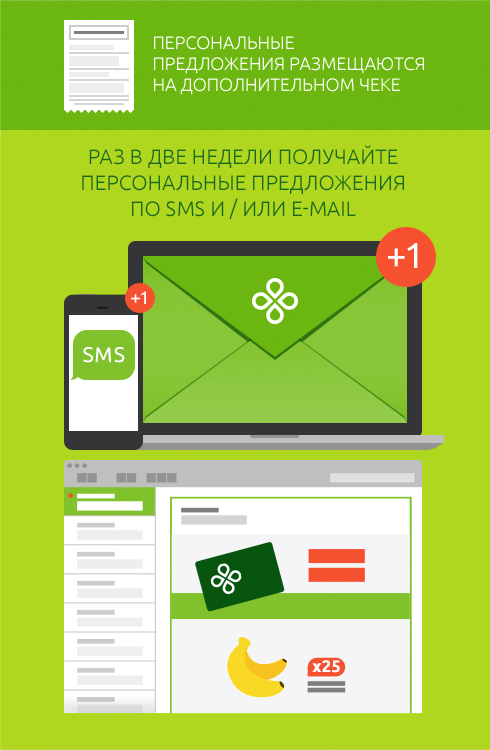 ПЕРСОНАЛЬНЫЕ
ПРЕДЛОЖЕНИЯ РАЗМЕЩАЮТСЯ
НА ДОПОЛНИТЕЛЬНОМ ЧЕКЕ
РАЗ В ДВЕ НЕДЕЛИ ПОЛУЧАЙТЕ
ПЕРСОНАЛЬНЫЕ ПРЕДЛОЖЕНИЯ
ПО SMS И / ИЛИ E-MAIL
+1
+1
SMS
x25